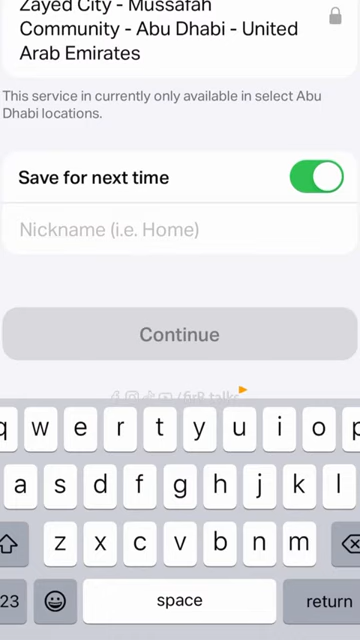 Zayed City - Mussafah
Community - Abu Dhabi - United
Arab Emirates
This service in currently only available in select Abu
Dhabi locations.
Save for next time
Nickname (i.e. Home)
Continue
q w e r t y u i o p
a s d f g h j k l
z x c v b n m
23 space return